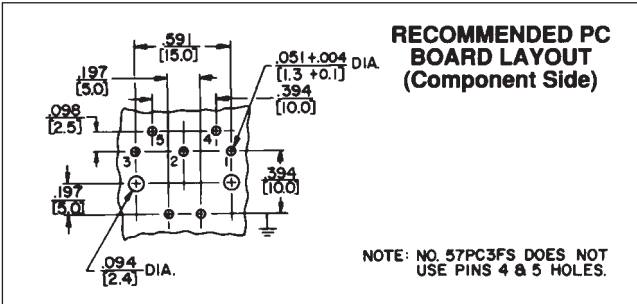 RECOMMENDED PC
BOARD LAYOUT
(Component Side)
.591
[15.0]
.197
[5.0]
.051+.004 DIA.
[1.3 +0.1]
.394
[10.0]
.098
[2.5]
5
4
3
2
1
.197
[5.0]
.394
[10.0]
.094 DIA.
[2.4]
NOTE: NO. 57PC3FS DOES NOT
USE PINS 4 & 5 HOLES.